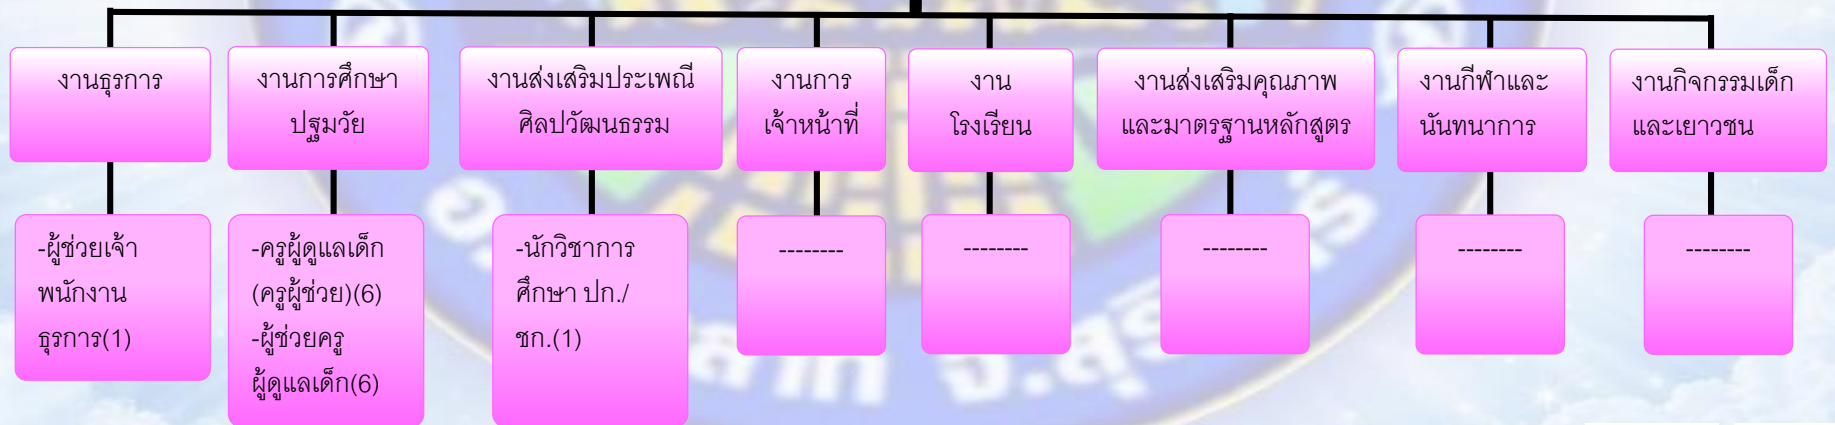 งานธุรการ
งานการศึกษา
ปฐมวัย
งานส่งเสริมประเพณี
ศิลปวัฒนธรรม
งานการ
เจ้าหน้าที่
งาน
โรงเรียน
งานส่งเสริมคุณภาพ
และมาตรฐานหลักสูตร
งานกีฬาและ
นันทนาการ
งานกิจกรรมเด็ก
และเยาวชน
-ผู้ช่วยเจ้า
พนักงาน
ธุรการ(1)
-ครูผู้ดูแลเด็ก
(ครูผู้ช่วย)(6)
-ผู้ช่วยครู
ผู้ดูแลเด็ก(6)
-นักวิชาการ
ศึกษา ปก./
ชก.(1)
--------
--------
--------
--------
--------